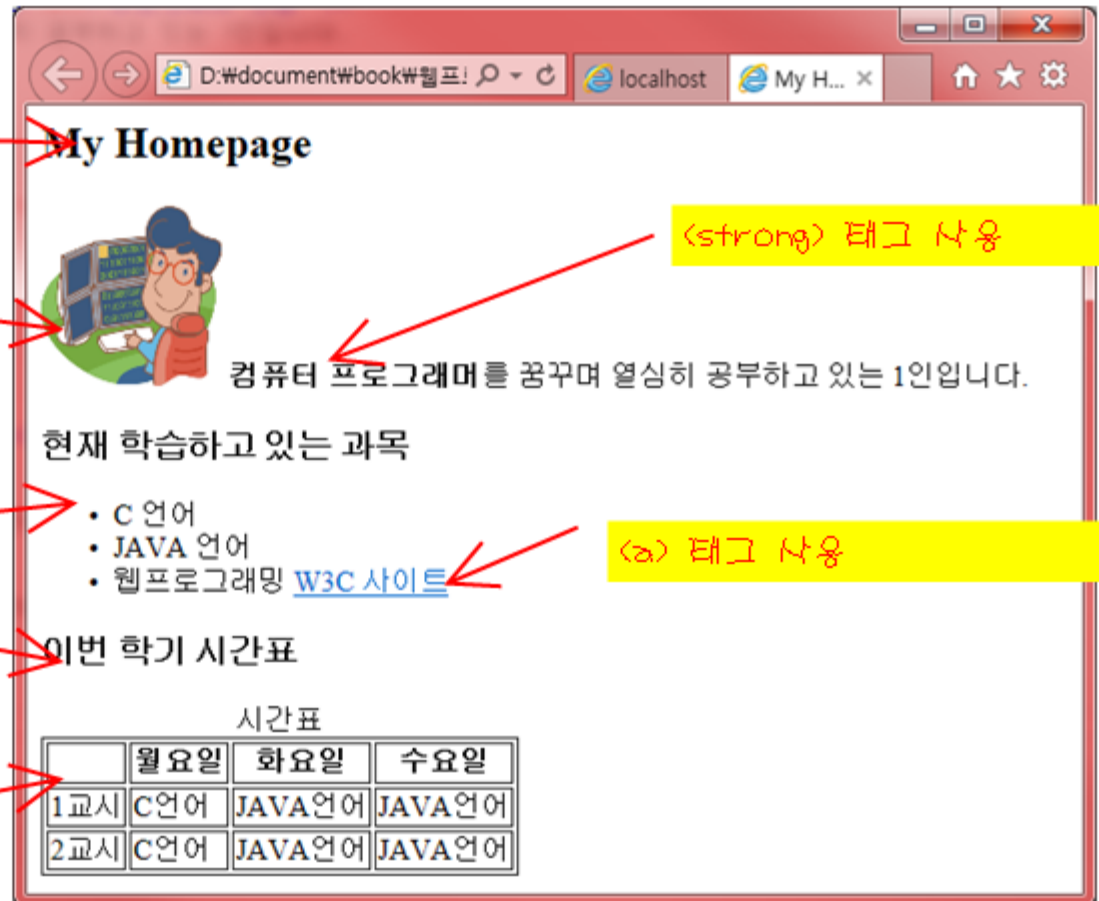 D:₩document₩book₩웹프! localhost My H...
My Homepage
(strong) 태그 사용
컴퓨터 프로그래머를 꿈꾸며 열심히 공부하고 있는 1인입니다.
현재 학습하고 있는 과목
• C 언어
• JAVA 언어
(a) 태그 사용
• 웹프로그래밍 W3C 사이트
이번 학기 시간표
시간표
월요일 화요일 수요일
1교시 C언어 JAVA언어 JAVA언어
2교시 C언어 JAVA언어 JAVA언어